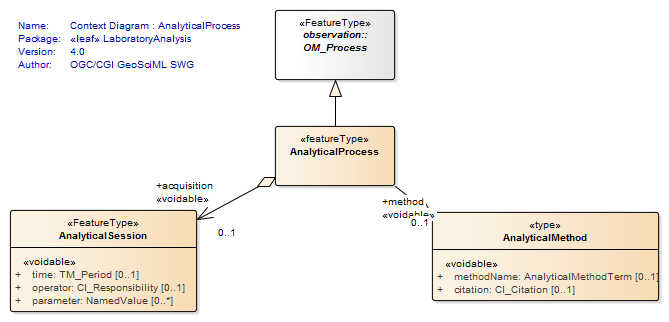 Name: Context Diagram : AnalyticalProcess
Package: «leaf» LaboratoryAnalysis
Version: 4.0
Author: OGC/CGI GeoSciML SWG
«FeatureType»
observation::
OM_Process
«featureType»
AnalyticalProcess
+acquisition
«voidable»
0..1
+method
«voidable»
0..1
«FeatureType»
AnalyticalSession
«voidable»
+ time: TM_Period [0..1]
+ operator: CI_Responsibility [0..1]
+ parameter: NamedValue [0..*]
«type»
AnalyticalMethod
«voidable»
+ methodName: AnalyticalMethodTerm [0..1]
+ citation: CI_Citation [0..1]